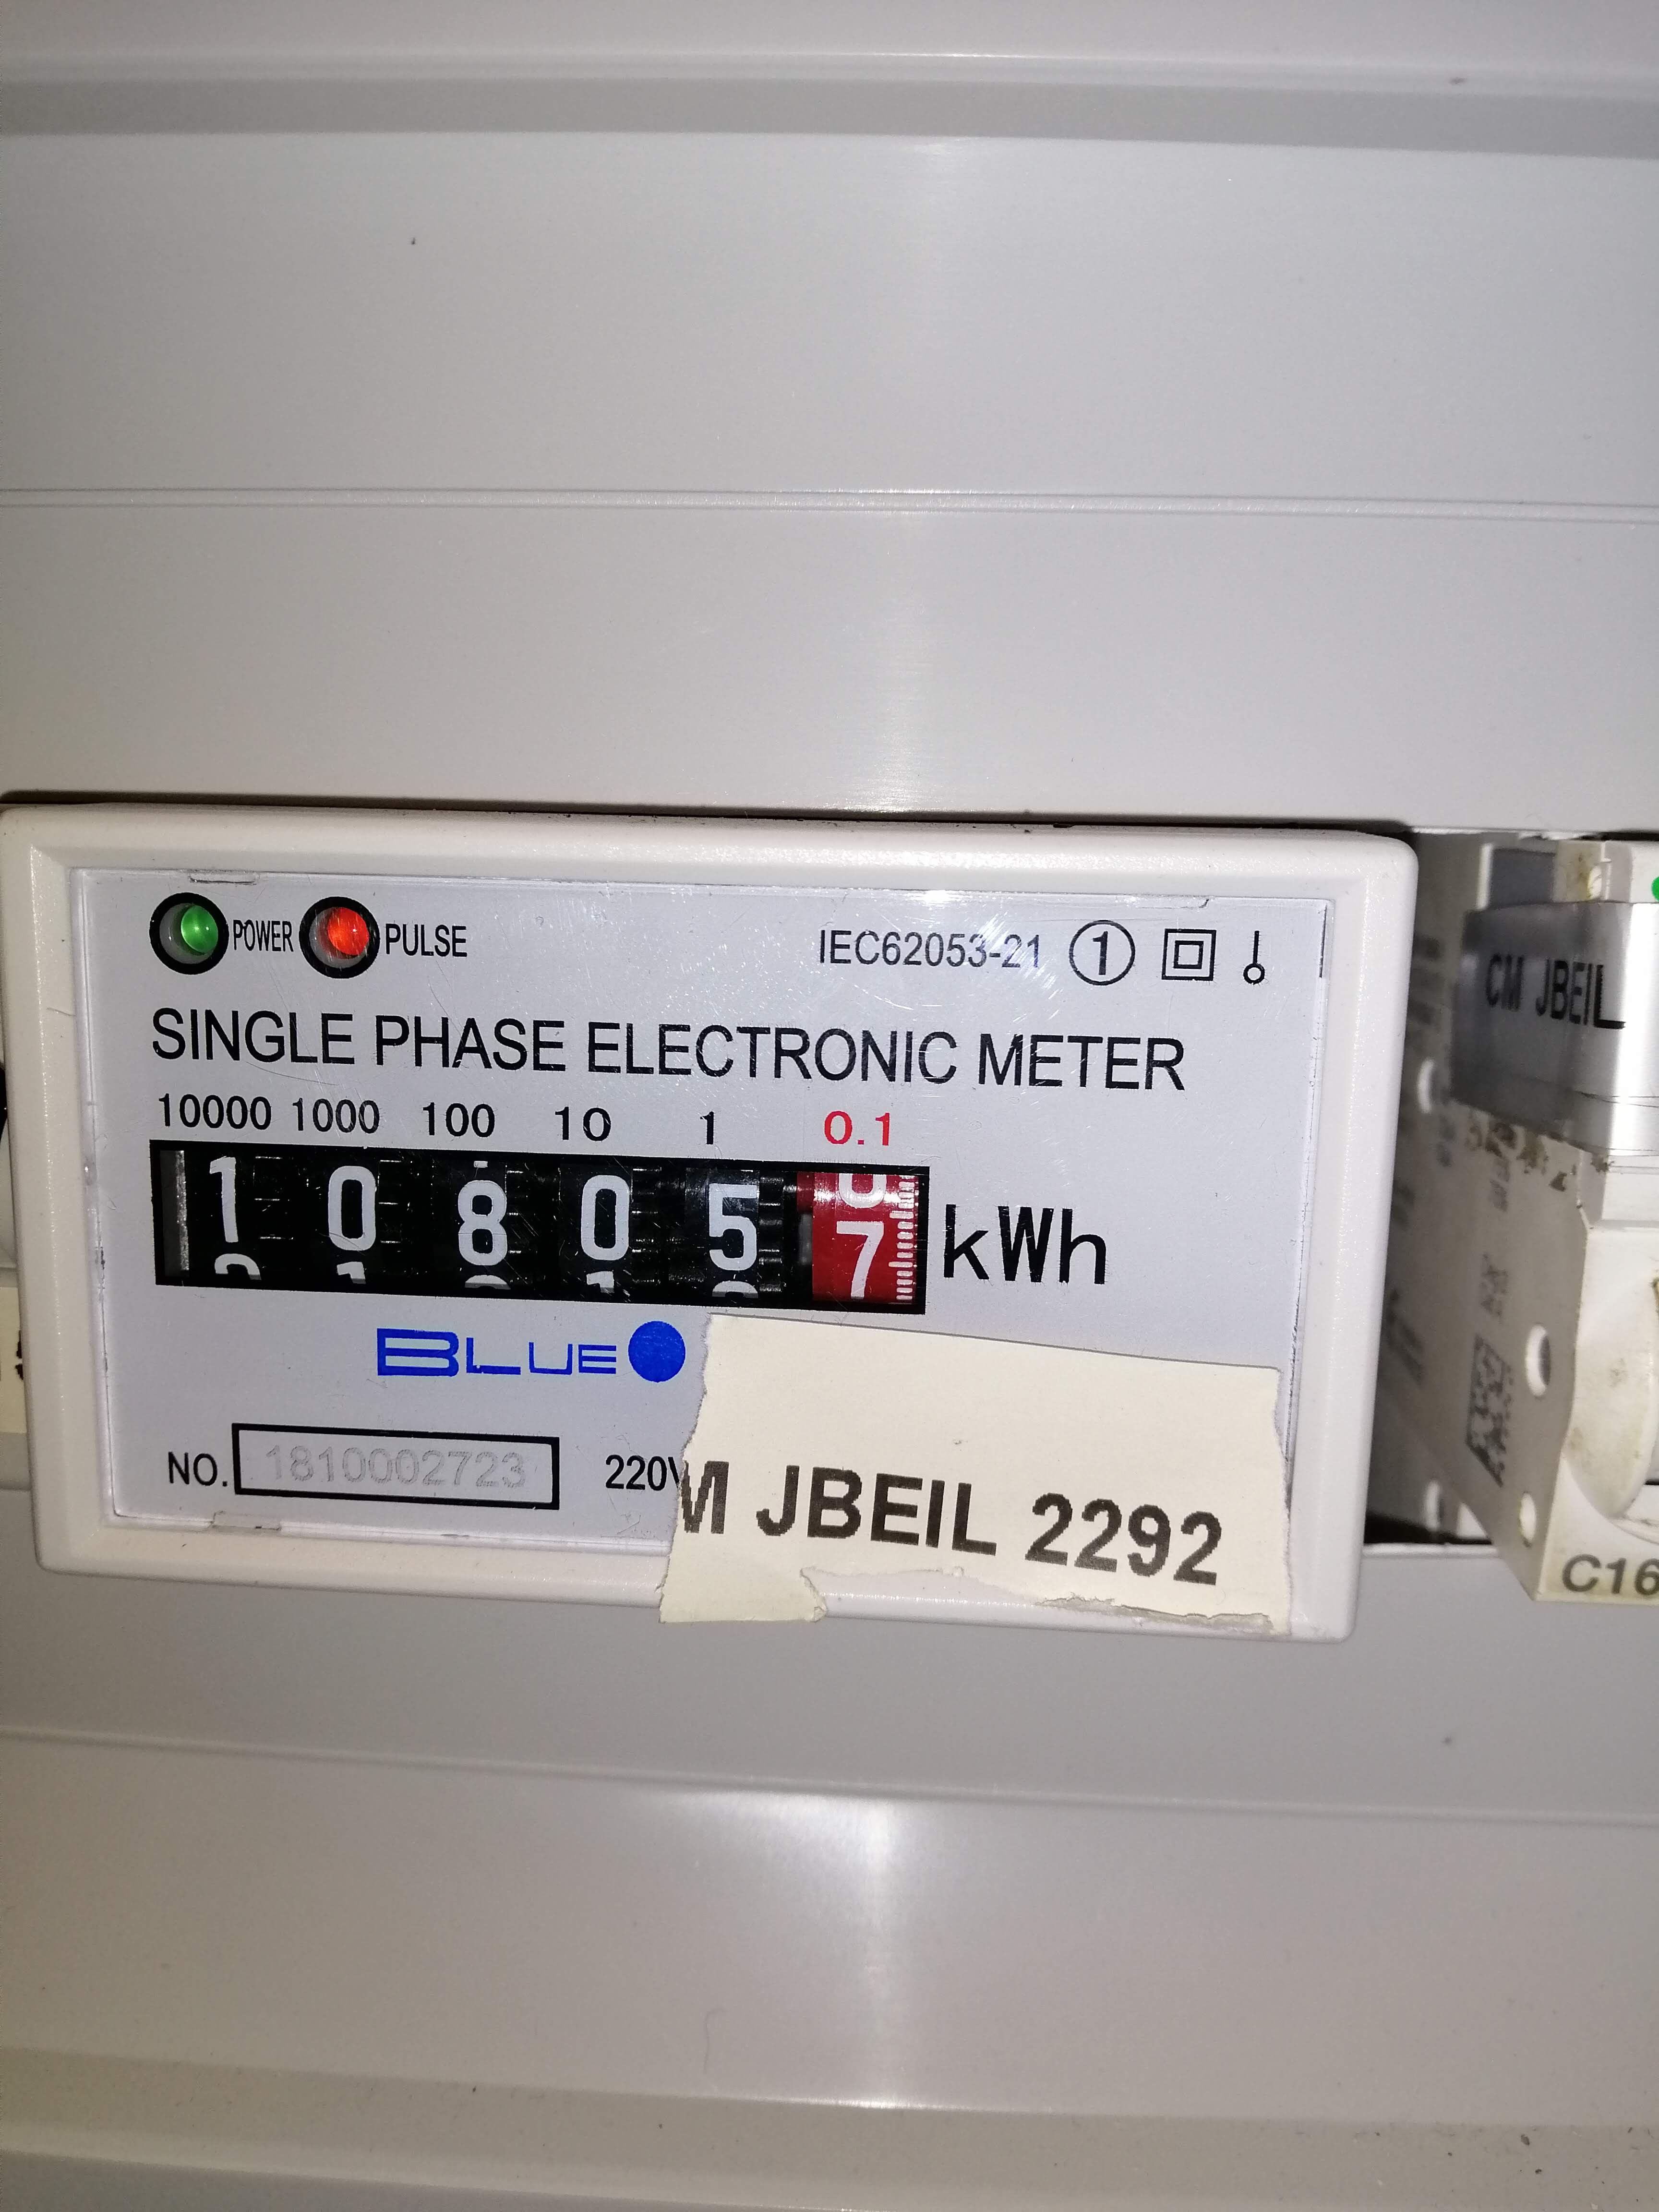 POWER PULSE IEC62053-21 1
SINGLE PHASE ELECTRONIC METER
10000 1000 100 10 1 0.1
1 0 8 0 5 7 kWh
BLUE
NO. 1810002723 220V
M JBEIL 2292
CM JBEIL
C16